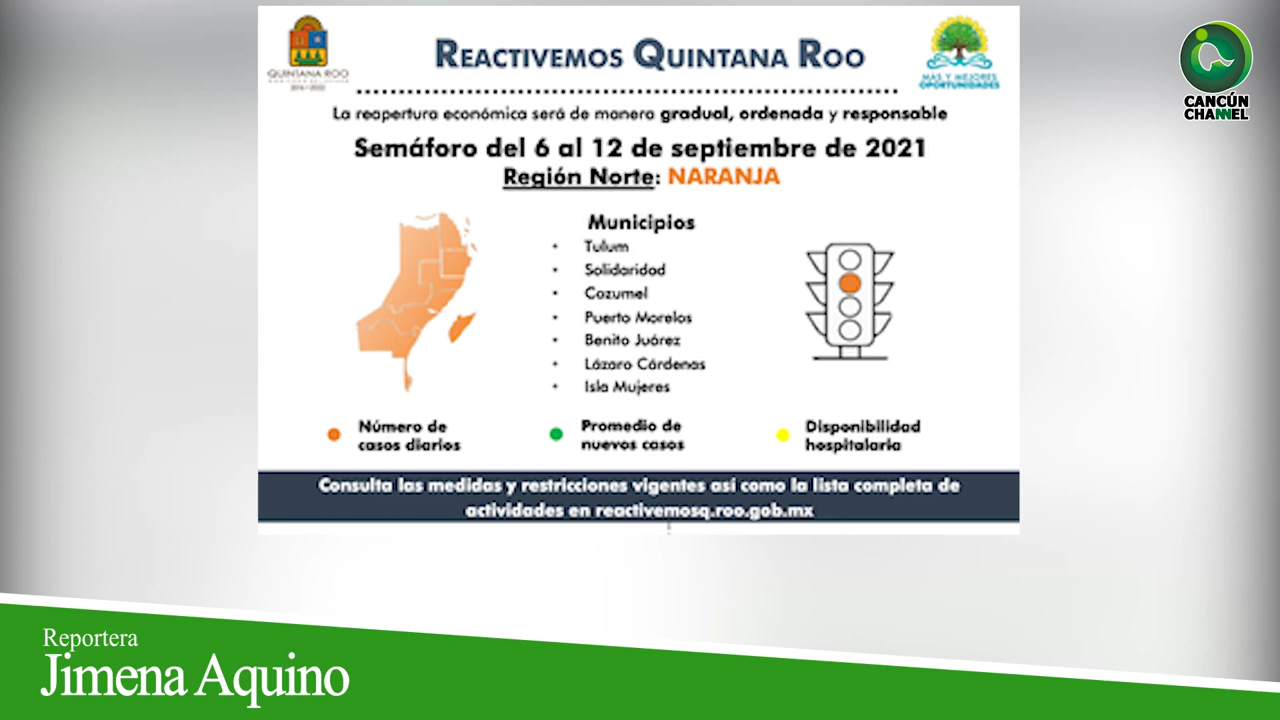 REACTIVEMOS QUINTANA ROO
QUINTANA ROO
2016 - 2022
MÁS Y MEJORES
OPORTUNIDADES
CANCÚN
CHANNEL
La reapertura económica será de manera gradual, ordenada y responsable
Semáforo del 6 al 12 de septiembre de 2021
Región Norte: NARANJA
Municipios
• Tulum
• Solidaridad
• Cozumel
• Puerto Morelos
• Benito Juárez
• Lázaro Cárdenas
• Isla Mujeres
Número de
casos diarios
Promedio de
nuevos casos
Disponibilidad
hospitalaria
Consulta las medidas y restricciones vigentes así como la lista completa de
actividades en reactivemosq.roo.gob.mx
Reportera
Jimena Aquino